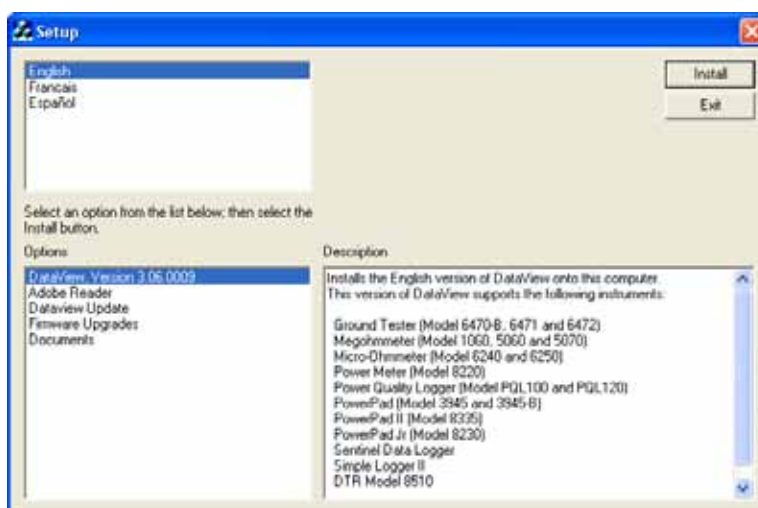 Setup
English
Francais
Español
Install
Exit
Select an option from the list below; then select the
Install button.
Options
DataView, Version 3.06.0009
Adobe Reader
Dataview Update
Firmware Upgrades
Documents
Description
Installs the English version of DataView onto this computer.
This version of DataView supports the following instruments:
Ground Tester (Model 6470-B, 6471 and 6472)
Megohmmeter (Model 1060, 5060 and 5070)
Micro-Ohmmeter (Model 6240 and 6250)
Power Meter (Model 8220)
Power Quality Logger (Model PQL100 and PQL120)
PowerPad (Model 3945 and 3945-B)
PowerPad II (Model 8335)
PowerPad Jr (Model 8230)
Sentinel Data Logger
Simple Logger II
DTR Model 8510